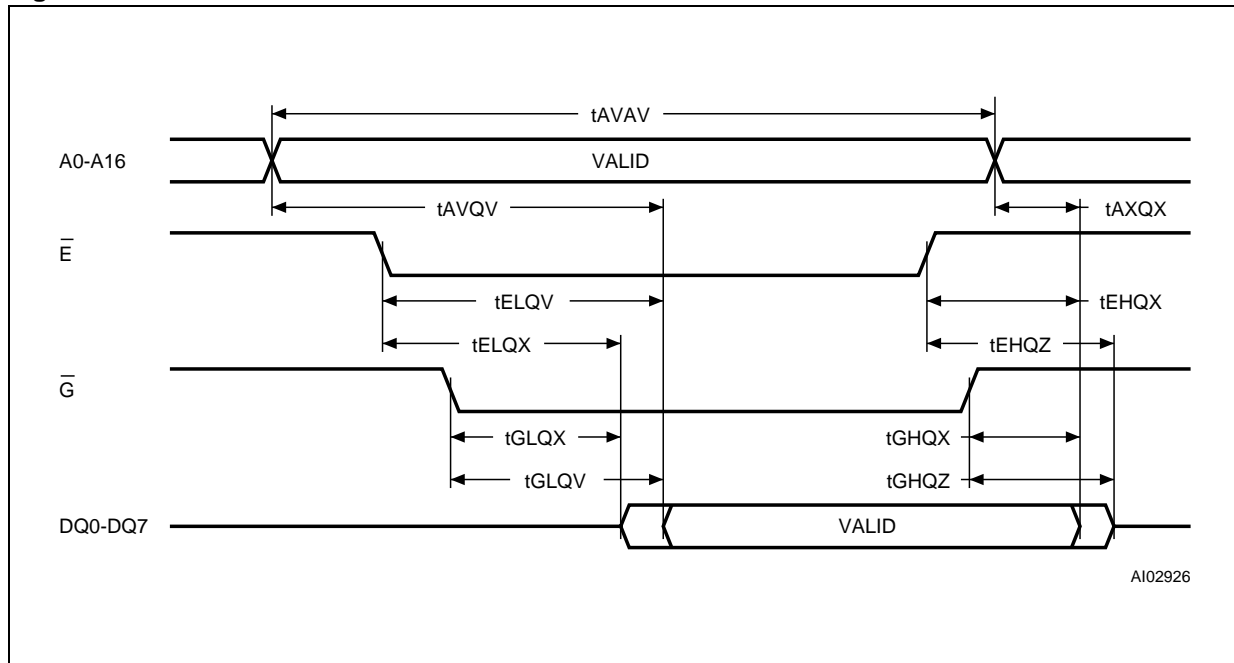 tAVAV
A0-A16
VALID
tAVQV
tAXQX
E̅
tELQV
tEHQX
tELQX
tEHQZ
G̅
tGLQX
tGHQX
tGLQV
tGHQZ
DQ0-DQ7
VALID
AI02926